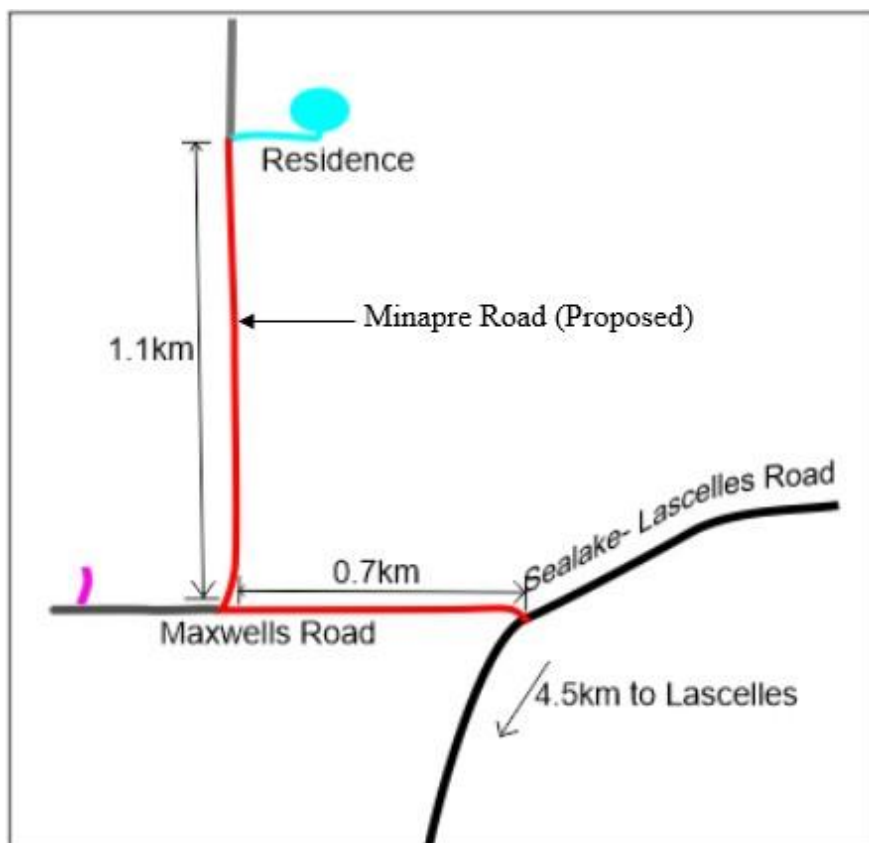 Residence
Minapre Road (Proposed)
1.1km
Sealake- Lascelles Road
0.7km
Maxwells Road
4.5km to Lascelles